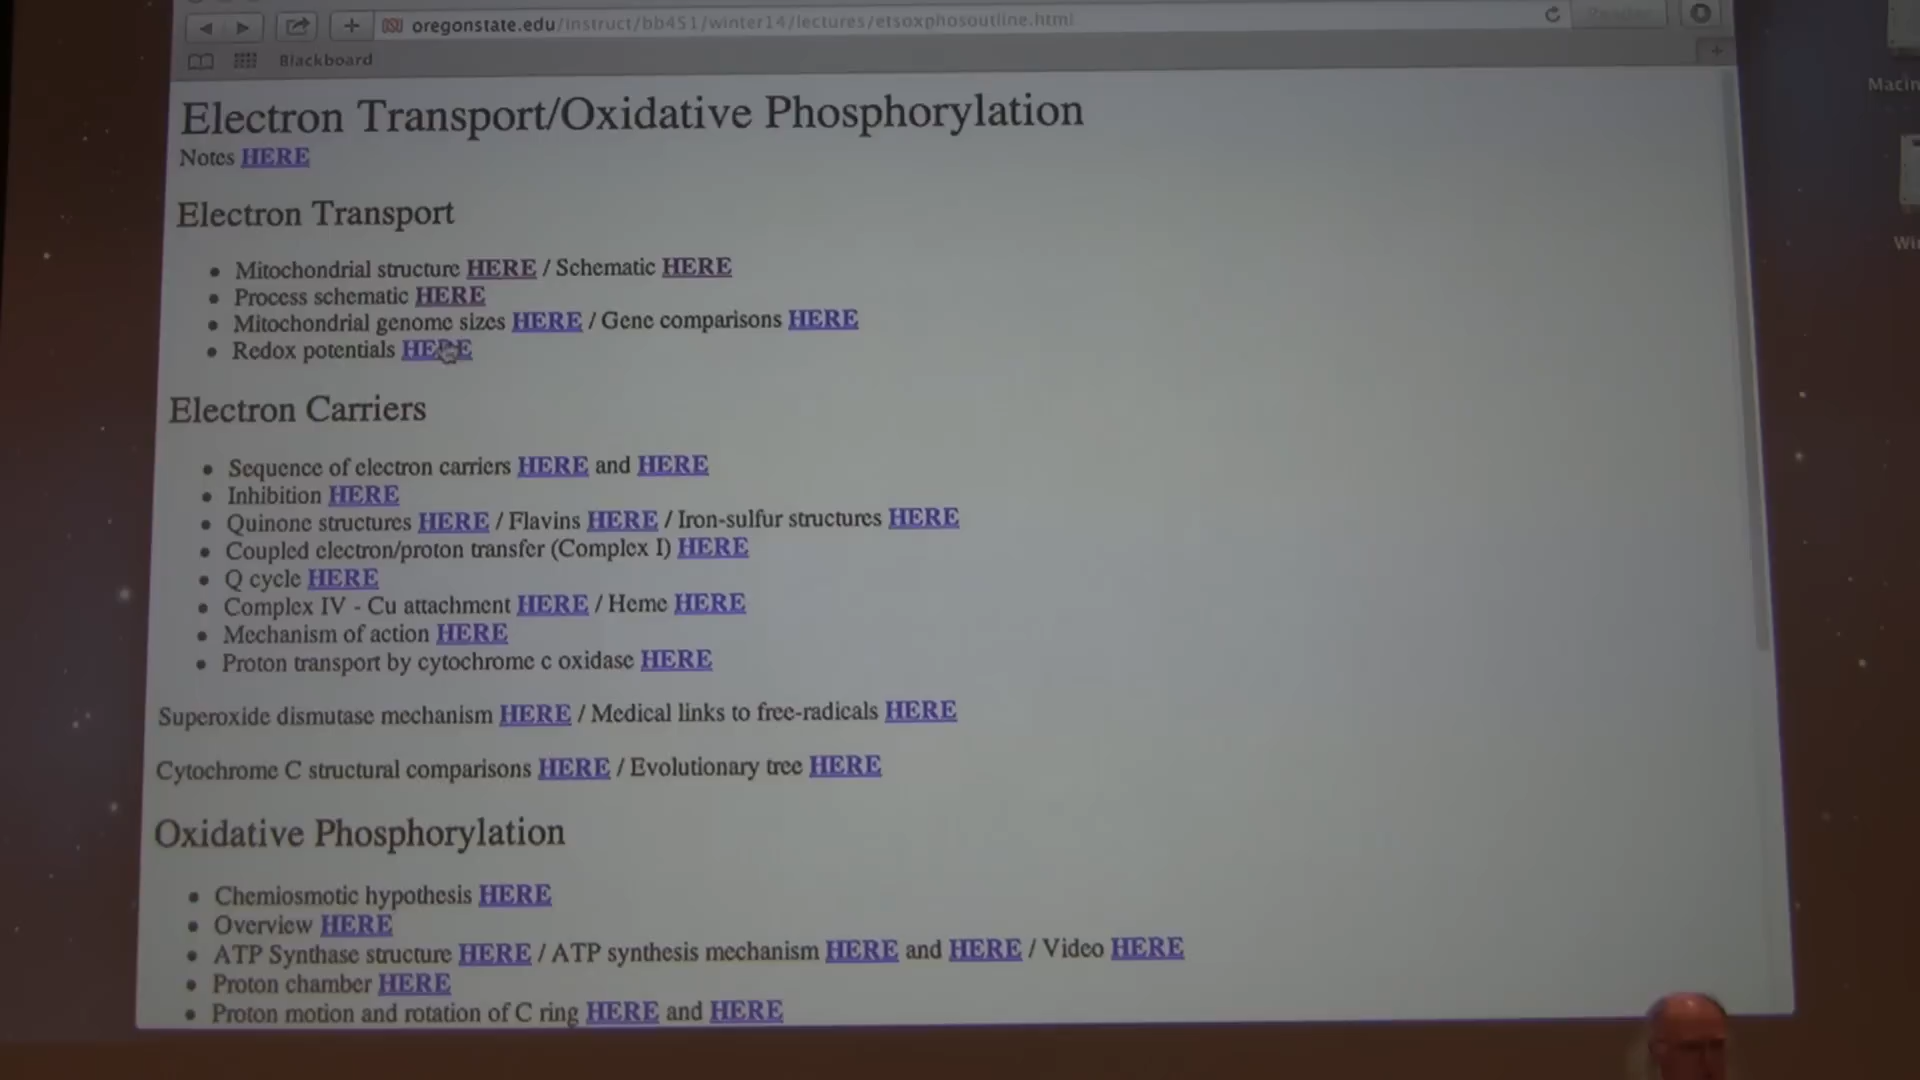 oregonstate.edu/instruct/bb451/winter14/lectures/etsoxphosoutline.html
Reader
Blackboard
Electron Transport/Oxidative Phosphorylation
Notes HERE
Electron Transport
Mitochondrial structure HERE / Schematic HERE
Process schematic HERE
Mitochondrial genome sizes HERE / Gene comparisons HERE
Redox potentials HERE
Electron Carriers
Sequence of electron carriers HERE and HERE
Inhibition HERE
Quinone structures HERE / Flavins HERE / Iron-sulfur structures HERE
Coupled electron/proton transfer (Complex I) HERE
Q cycle HERE
Complex IV - Cu attachment HERE / Heme HERE
Mechanism of action HERE
Proton transport by cytochrome c oxidase HERE
Superoxide dismutase mechanism HERE / Medical links to free-radicals HERE
Cytochrome C structural comparisons HERE / Evolutionary tree HERE
Oxidative Phosphorylation
Chemiosmotic hypothesis HERE
Overview HERE
ATP Synthase structure HERE / ATP synthesis mechanism HERE and HERE / Video HERE
Proton chamber HERE
Proton motion and rotation of C ring HERE and HERE
Macin
Wi